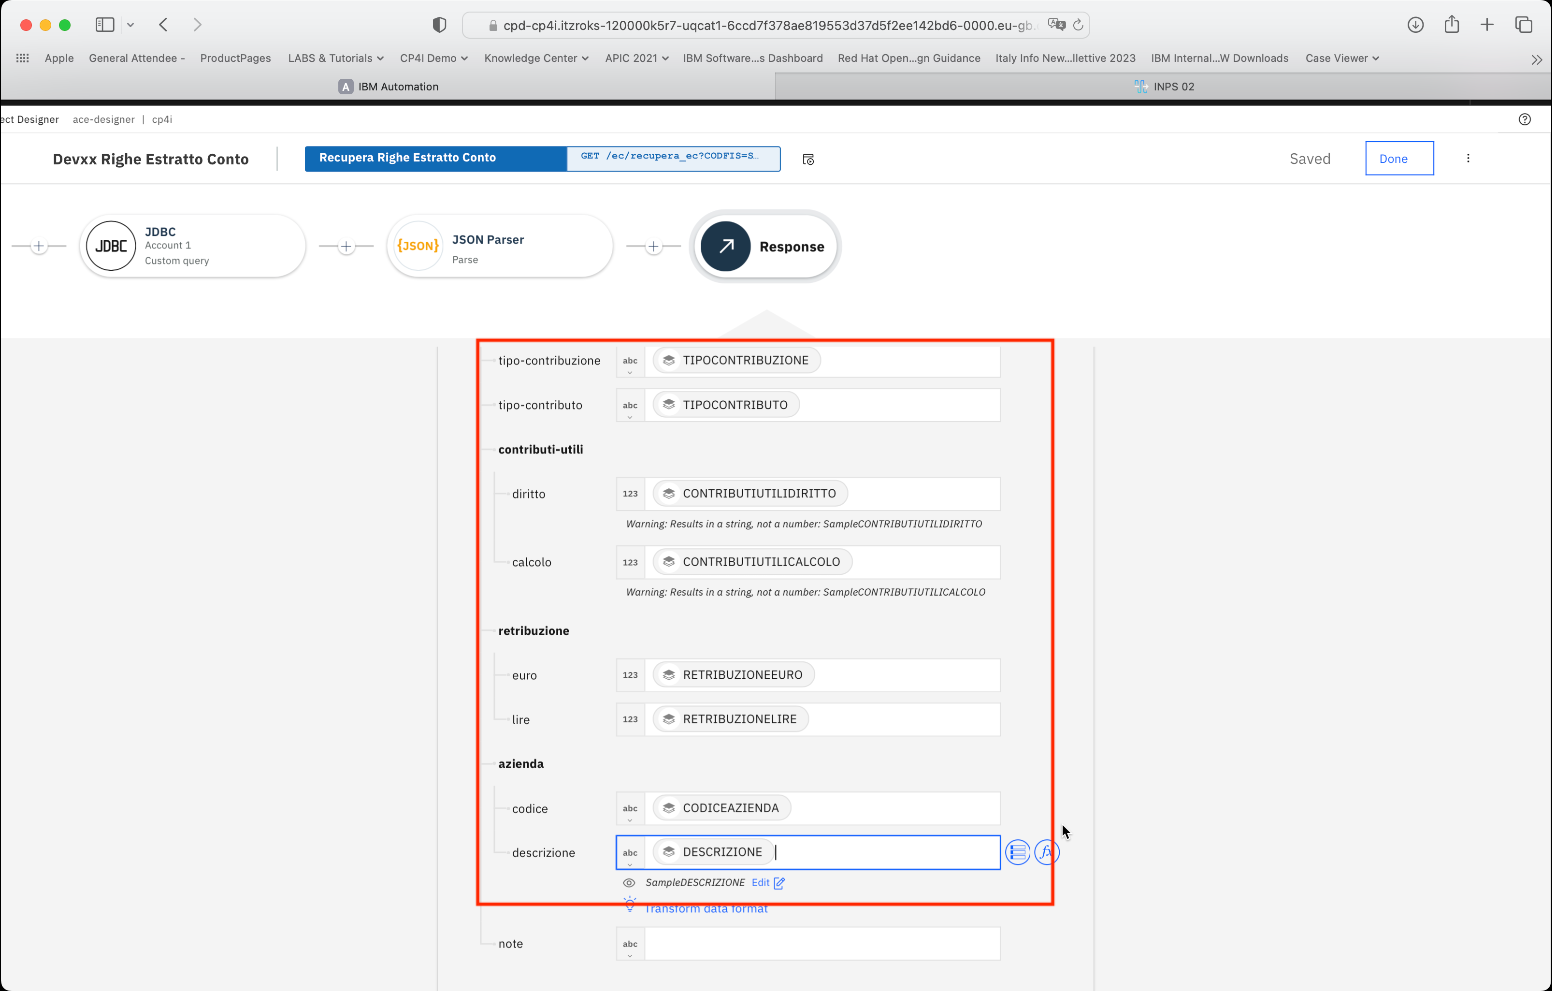 cpd-cp4i.itzroks-120000k5r7-uqcat1-6ccd7f378ae819553d37d5f2ee142bd6-0000.eu-gb.
Apple General Attendee - ProductPages LABS & Tutorials CP4I Demo Knowledge Center APIC 2021 IBM Software...s Dashboard Red Hat Open...gn Guidance Italy Info New...llettive 2023 IBM Internal...W Downloads Case Viewer
A IBM Automation INPS 02
ect Designer ace-designer | cp4i
Devxx Righe Estratto Conto Recupera Righe Estratto Conto GET /ec/recupera_ec?CODFIS=S… Saved Done
JDBC
JDBC
Account 1
Custom query
{JSON}
JSON Parser
Parse
Response
tipo-contribuzione abc TIPOCONTRIBUZIONE
tipo-contributo abc TIPOCONTRIBUTO
contributi-utili
diritto 123 CONTRIBUTIUTILIDIRITTO
Warning: Results in a string, not a number: SampleCONTRIBUTIUTILIDIRITTO
calcolo 123 CONTRIBUTIUTILICALCOLO
Warning: Results in a string, not a number: SampleCONTRIBUTIUTILICALCOLO
retribuzione
euro 123 RETRIBUZIONEEURO
lire 123 RETRIBUZIONELIRE
azienda
codice abc CODICEAZIENDA
descrizione abc DESCRIZIONE fx
SampleDESCRIZIONE Edit
Transform data format
note abc